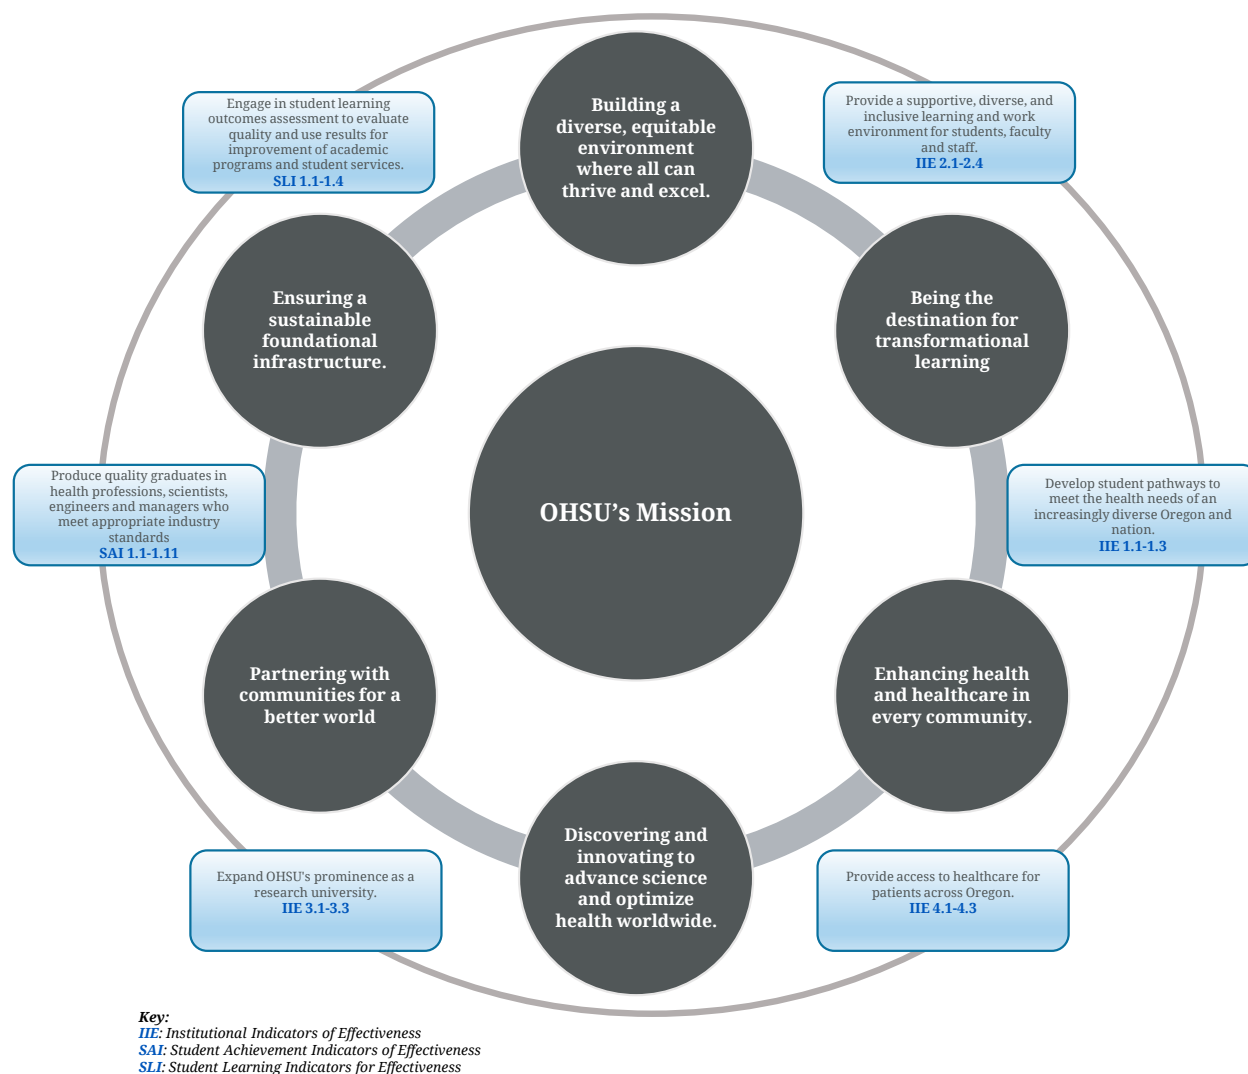 Building a
diverse, equitable
environment
where all can
thrive and excel.
Engage in student learning
outcomes assessment to evaluate
quality and use results for
improvement of academic
programs and student services.
SLI 1.1-1.4
Provide a supportive, diverse, and
inclusive learning and work
environment for students, faculty
and staff.
IIE 2.1-2.4
Ensuring a
sustainable
foundational
infrastructure.
Being the
destination for
transformational
learning
Produce quality graduates in
health professions, scientists,
engineers and managers who
meet appropriate industry
standards
SAI 1.1-1.11
OHSU’s Mission
Develop student pathways to
meet the health needs of an
increasingly diverse Oregon and
nation.
IIE 1.1-1.3
Partnering with
communities for a
better world
Enhancing health
and healthcare in
every community.
Discovering and
innovating to
advance science
and optimize
health worldwide.
Expand OHSU's prominence as a
research university.
IIE 3.1-3.3
Provide access to healthcare for
patients across Oregon.
IIE 4.1-4.3
Key:
IIE: Institutional Indicators of Effectiveness
SAI: Student Achievement Indicators of Effectiveness
SLI: Student Learning Indicators for Effectiveness